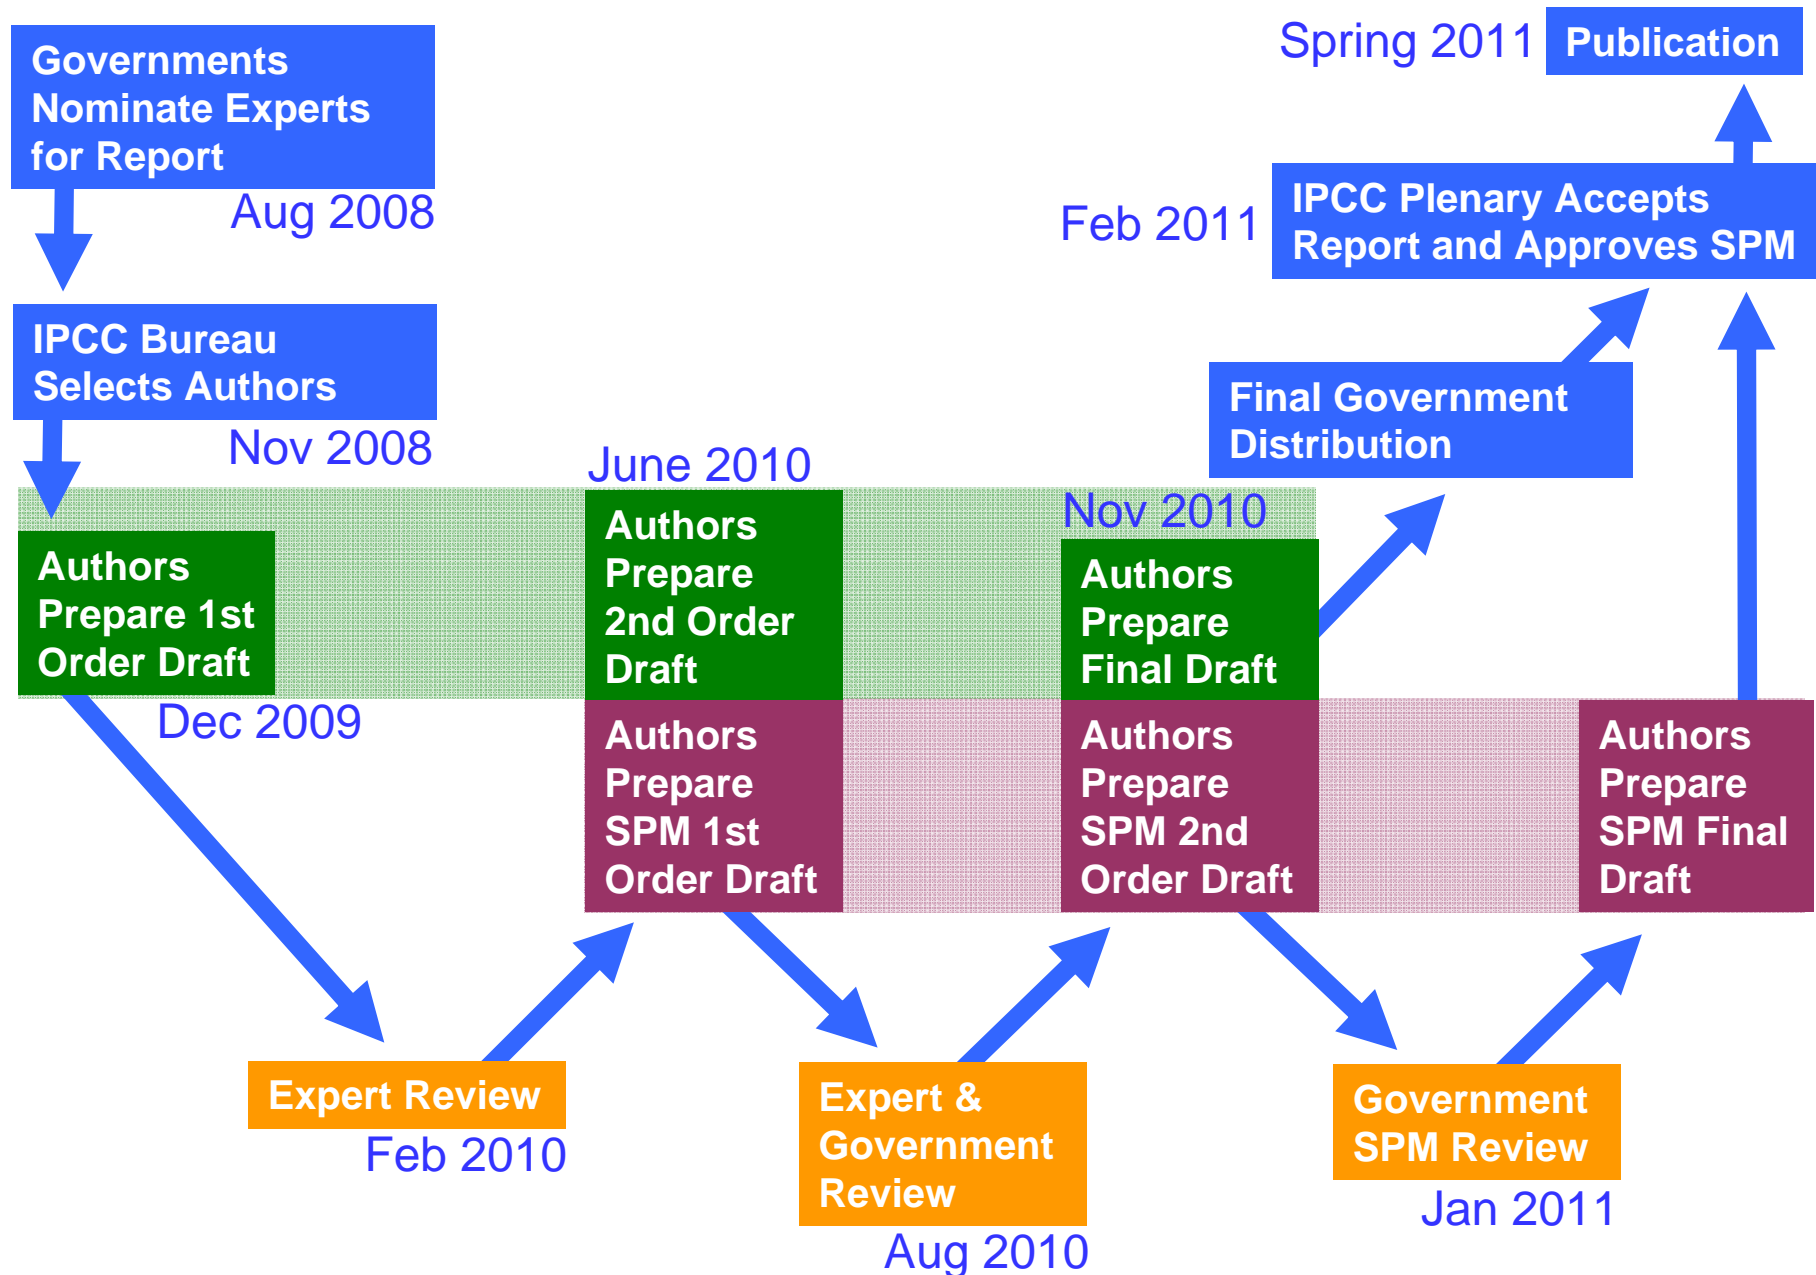 Governments
Nominate Experts
for Report
Aug 2008
IPCC Bureau
Selects Authors
Nov 2008
Authors
Prepare 1st
Order Draft
Dec 2009
Expert Review
Feb 2010
June 2010
Authors
Prepare
2nd Order
Draft
Authors
Prepare
SPM 1st
Order Draft
Expert &
Government
Review
Aug 2010
Nov 2010
Authors
Prepare
Final Draft
Authors
Prepare
SPM 2nd
Order Draft
Government
SPM Review
Jan 2011
Authors
Prepare
SPM Final
Draft
Final Government
Distribution
Feb 2011
IPCC Plenary Accepts
Report and Approves SPM
Spring 2011
Publication